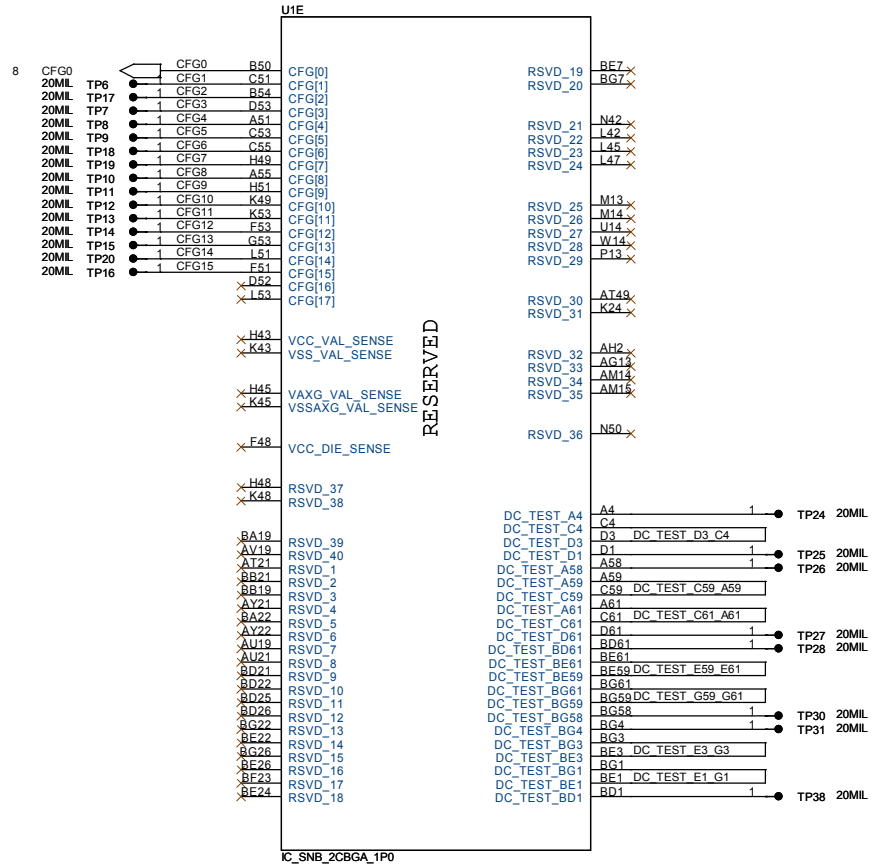 U1E
8 CFG0 CFG0 B50 CFG[0] RSVD_19 BE7
20MIL TP6 1 CFG1 C51 CFG[1] RSVD_20 BG7
20MIL TP17 1 CFG2 B54 CFG[2]
20MIL TP7 1 CFG3 D53 CFG[3]
20MIL TP8 1 CFG4 A51 CFG[4] RSVD_21 N42
20MIL TP9 1 CFG5 C53 CFG[5] RSVD_22 L42
20MIL TP18 1 CFG6 C55 CFG[6] RSVD_23 L45
20MIL TP19 1 CFG7 H49 CFG[7] RSVD_24 L47
20MIL TP10 1 CFG8 A55 CFG[8]
20MIL TP11 1 CFG9 H51 CFG[9]
20MIL TP12 1 CFG10 K49 CFG[10] RSVD_25 M13
20MIL TP13 1 CFG11 K53 CFG[11] RSVD_26 M14
20MIL TP14 1 CFG12 F53 CFG[12] RSVD_27 U14
20MIL TP15 1 CFG13 G53 CFG[13] RSVD_28 W14
20MIL TP20 1 CFG14 L51 CFG[14] RSVD_29 P13
20MIL TP16 1 CFG15 F51 CFG[15]
D52 CFG[16]
L53 CFG[17] RSVD_30 AT49
RSVD_31 K24
H43 VCC_VAL_SENSE
K43 VSS_VAL_SENSE RSVD_32 AH2
RSVD_33 AG13
RSVD_34 AM14
H45 VAXG_VAL_SENSE RSVD_35 AM15
K45 VSSAXG_VAL_SENSE
RESERVED
RSVD_36 N50
F48 VCC_DIE_SENSE
H48 RSVD_37
K48 RSVD_38
DC_TEST_A4 A4 1 TP24 20MIL
DC_TEST_C4 C4
BA19 RSVD_39 DC_TEST_D3 D3 DC_TEST_D3_C4
AV19 RSVD_40 DC_TEST_D1 D1 1 TP25 20MIL
AT21 RSVD_1 DC_TEST_A58 A58 1 TP26 20MIL
BB21 RSVD_2 DC_TEST_A59 A59
BB19 RSVD_3 DC_TEST_C59 C59 DC_TEST_C59_A59
AY21 RSVD_4 DC_TEST_A61 A61
BA22 RSVD_5 DC_TEST_C61 C61 DC_TEST_C61_A61
AY22 RSVD_6 DC_TEST_D61 D61 1 TP27 20MIL
AU19 RSVD_7 DC_TEST_BD61 BD61 1 TP28 20MIL
AU21 RSVD_8 DC_TEST_BE61 BE61
BD21 RSVD_9 DC_TEST_BE59 BE59 DC_TEST_E59_E61
BD22 RSVD_10 DC_TEST_BG61 BG61
BD25 RSVD_11 DC_TEST_BG59 BG59 DC_TEST_G59_G61
BD26 RSVD_12 DC_TEST_BG58 BG58 1 TP30 20MIL
BG22 RSVD_13 DC_TEST_BG4 BG4 1 TP31 20MIL
BE22 RSVD_14 DC_TEST_BG3 BG3
BG26 RSVD_15 DC_TEST_BE3 BE3 DC_TEST_E3_G3
BE26 RSVD_16 DC_TEST_BG1 BG1
BF23 RSVD_17 DC_TEST_BE1 BE1 DC_TEST_E1_G1
BE24 RSVD_18 DC_TEST_BD1 BD1 1 TP38 20MIL
IC_SNB_2CBGA_1P0